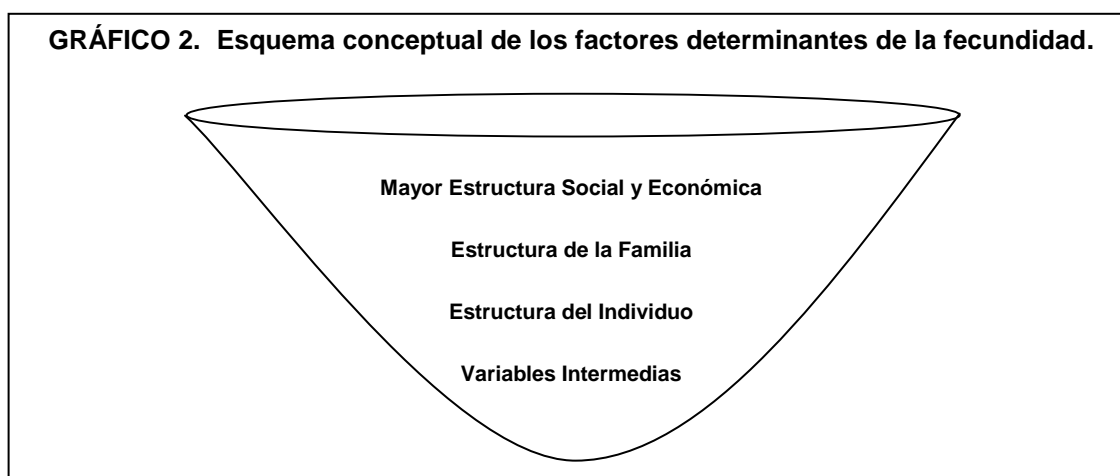 GRÁFICO 2. Esquema conceptual de los factores determinantes de la fecundidad.
Mayor Estructura Social y Económica
Estructura de la Familia
Estructura del Individuo
Variables Intermedias